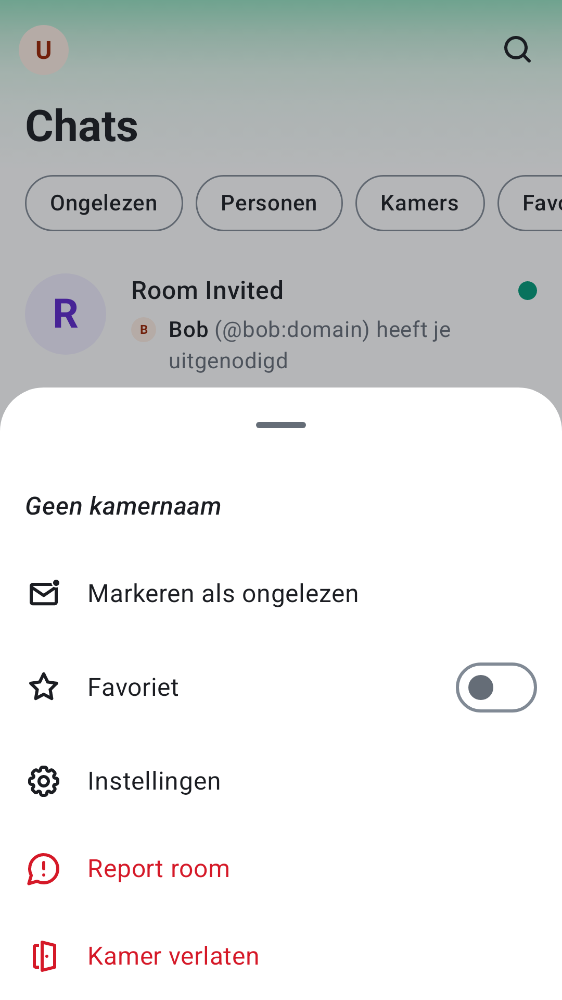 U
Chats
Ongelezen
Personen
Kamers
Favo
R
Room Invited
B Bob (@bob:domain) heeft je
uitgenodigd
Geen kamernaam
Markeren als ongelezen
Favoriet
Instellingen
Report room
Kamer verlaten